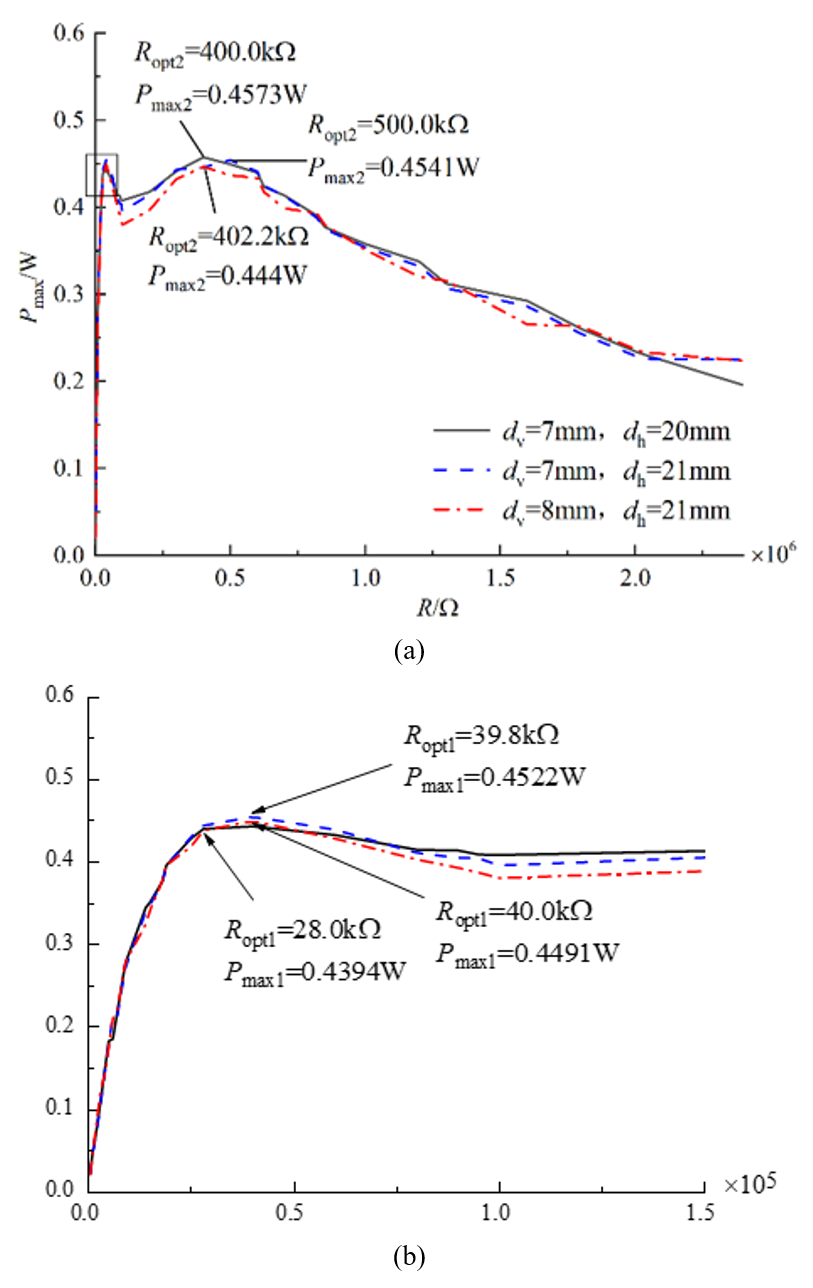 0.6
R_opt2=400.0kΩ
P_max2=0.4573W
0.5
R_opt2=500.0kΩ
P_max2=0.4541W
0.4
R_opt2=402.2kΩ
P_max2=0.444W
P_max/W
0.3
0.2
d_v=7mm，d_h=20mm
d_v=7mm，d_h=21mm
d_v=8mm，d_h=21mm
0.1
0.0
0.0 0.5 1.0 1.5 2.0 ×10⁶
R/Ω
(a)
0.6
R_opt1=39.8kΩ
P_max1=0.4522W
0.5
0.4
R_opt1=28.0kΩ
P_max1=0.4394W
R_opt1=40.0kΩ
P_max1=0.4491W
0.3
0.2
0.1
0.0
0.0 0.5 1.0 1.5 ×10⁵
(b)